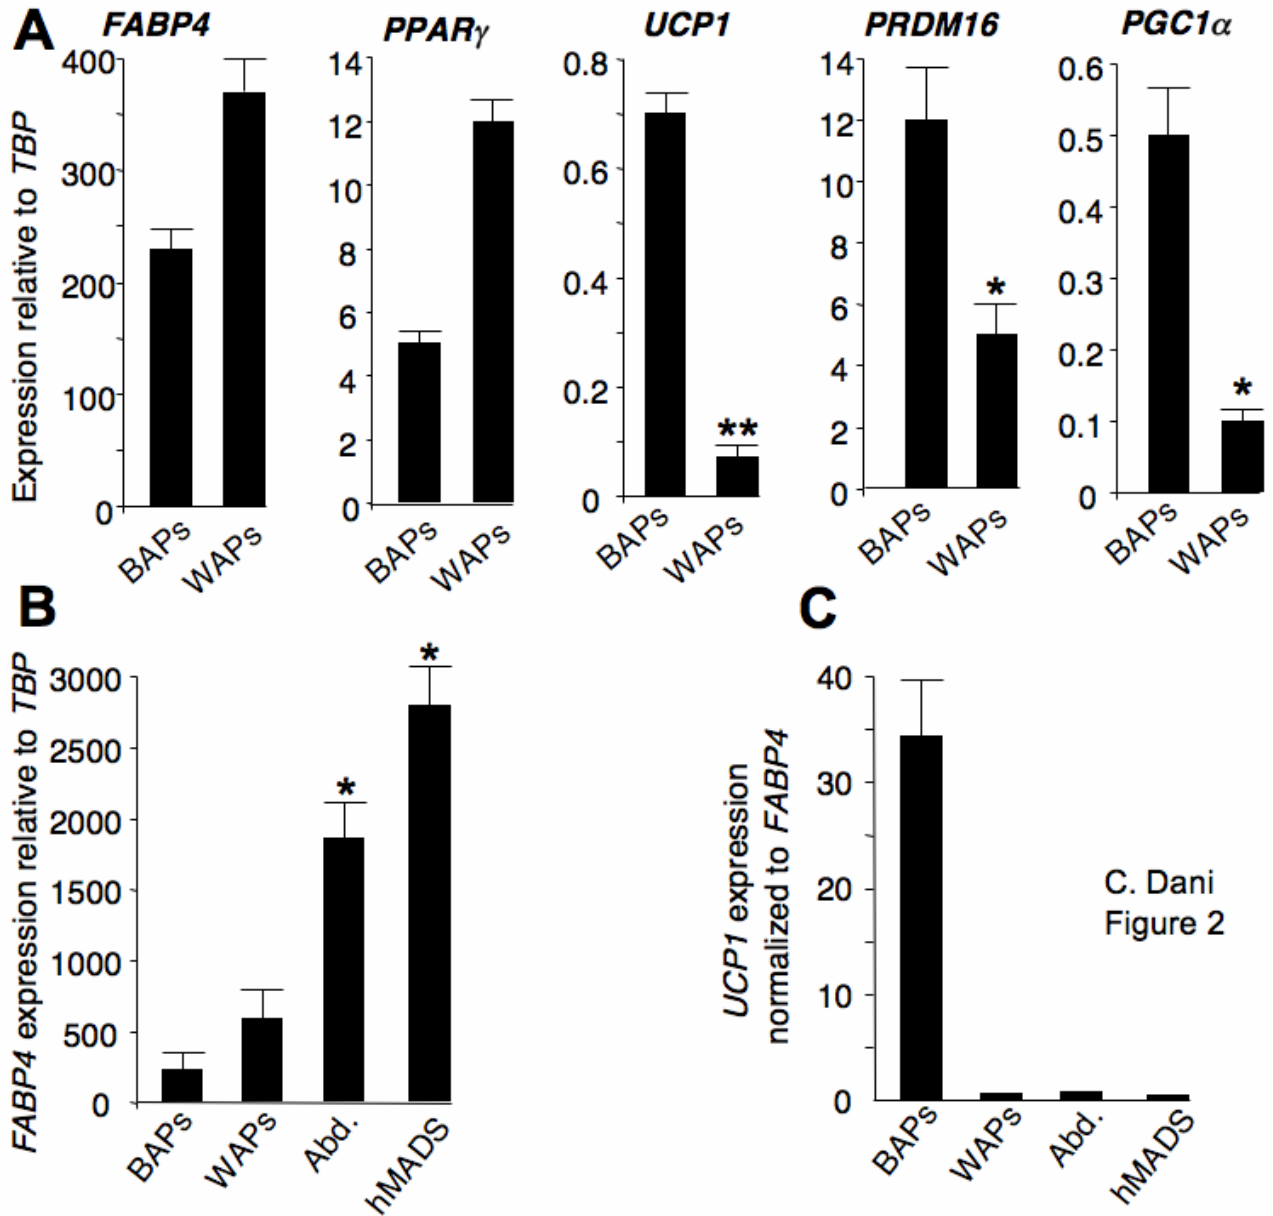 A
FABP4
PPARγ
UCP1
PRDM16
PGC1α
Expression relative to TBP
400
300
200
100
0
BAPs
WAPs
14
12
10
8
6
4
2
0
BAPs
WAPs
0.8
0.6
0.4
0.2
0
**
BAPs
WAPs
14
12
10
8
6
4
2
0
*
BAPs
WAPs
0.6
0.5
0.4
0.3
0.2
0.1
0
*
BAPs
WAPs
B
FABP4 expression relative to TBP
3000
2500
2000
1500
1000
500
0
*
*
BAPs
WAPs
Abd.
hMADS
C
UCP1 expression
normalized to FABP4
40
30
20
10
0
BAPs
WAPs
Abd.
hMADS
C. Dani
Figure 2